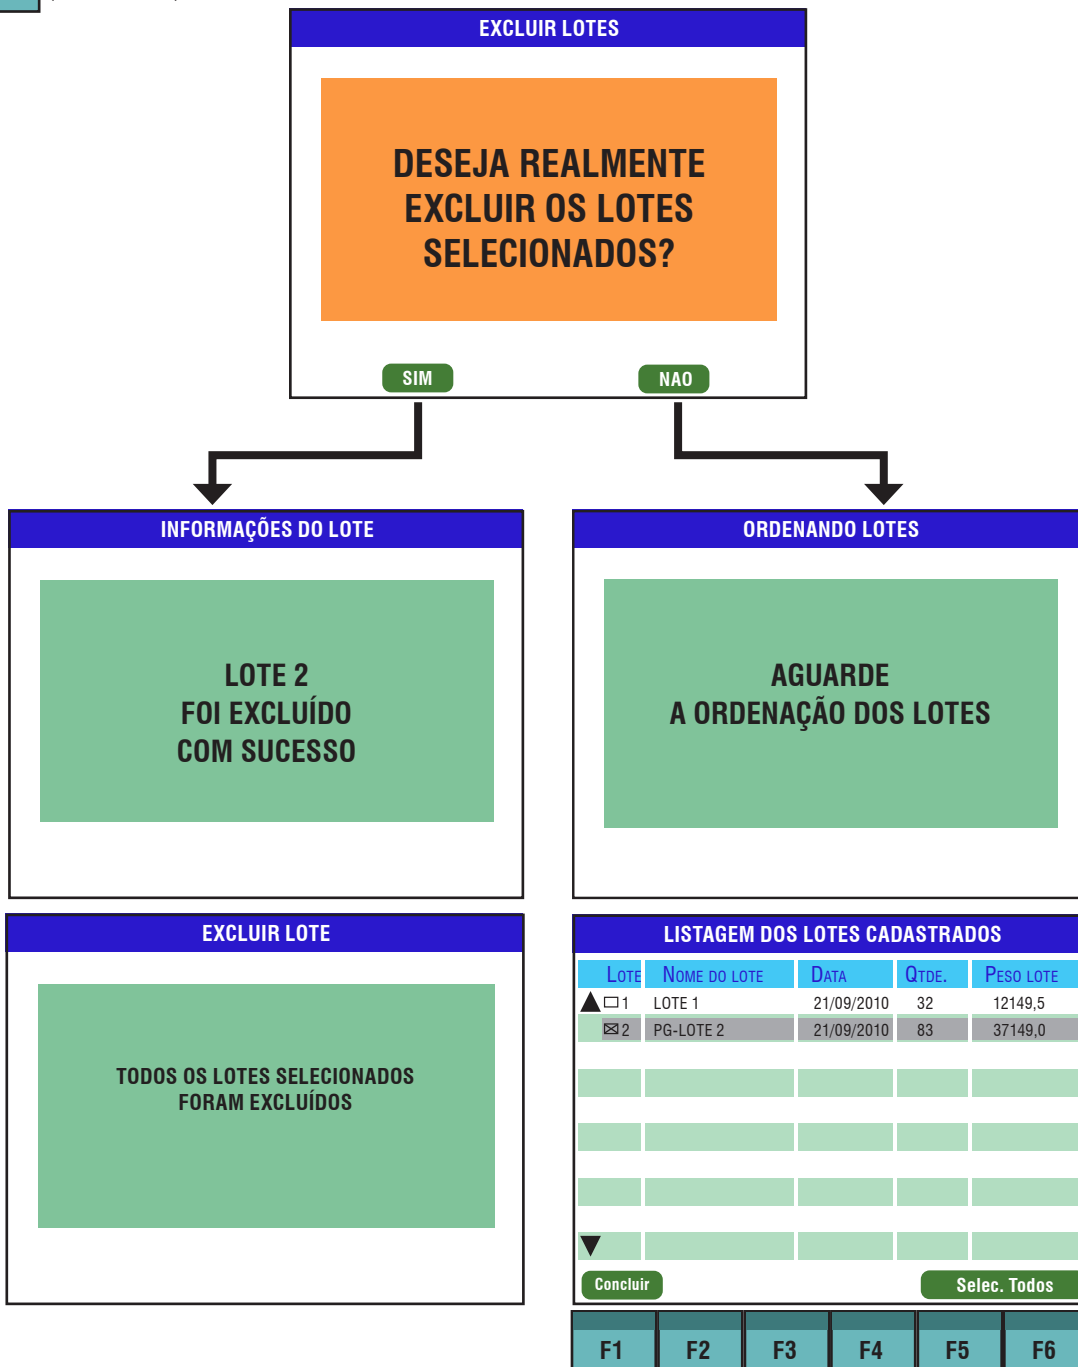 EXCLUIR LOTES
DESEJA REALMENTE
EXCLUIR OS LOTES
SELECIONADOS?
SIM NAO
INFORMAÇÕES DO LOTE
LOTE 2
FOI EXCLUÍDO
COM SUCESSO
ORDENANDO LOTES
AGUARDE
A ORDENAÇÃO DOS LOTES
EXCLUIR LOTE
TODOS OS LOTES SELECIONADOS
FORAM EXCLUÍDOS
LISTAGEM DOS LOTES CADASTRADOS
LOTE NOME DO LOTE DATA QTDE. PESO LOTE
1 LOTE 1 21/09/2010 32 12149,5
2 PG-LOTE 2 21/09/2010 83 37149,0
Concluir Selec. Todos
F1 F2 F3 F4 F5 F6